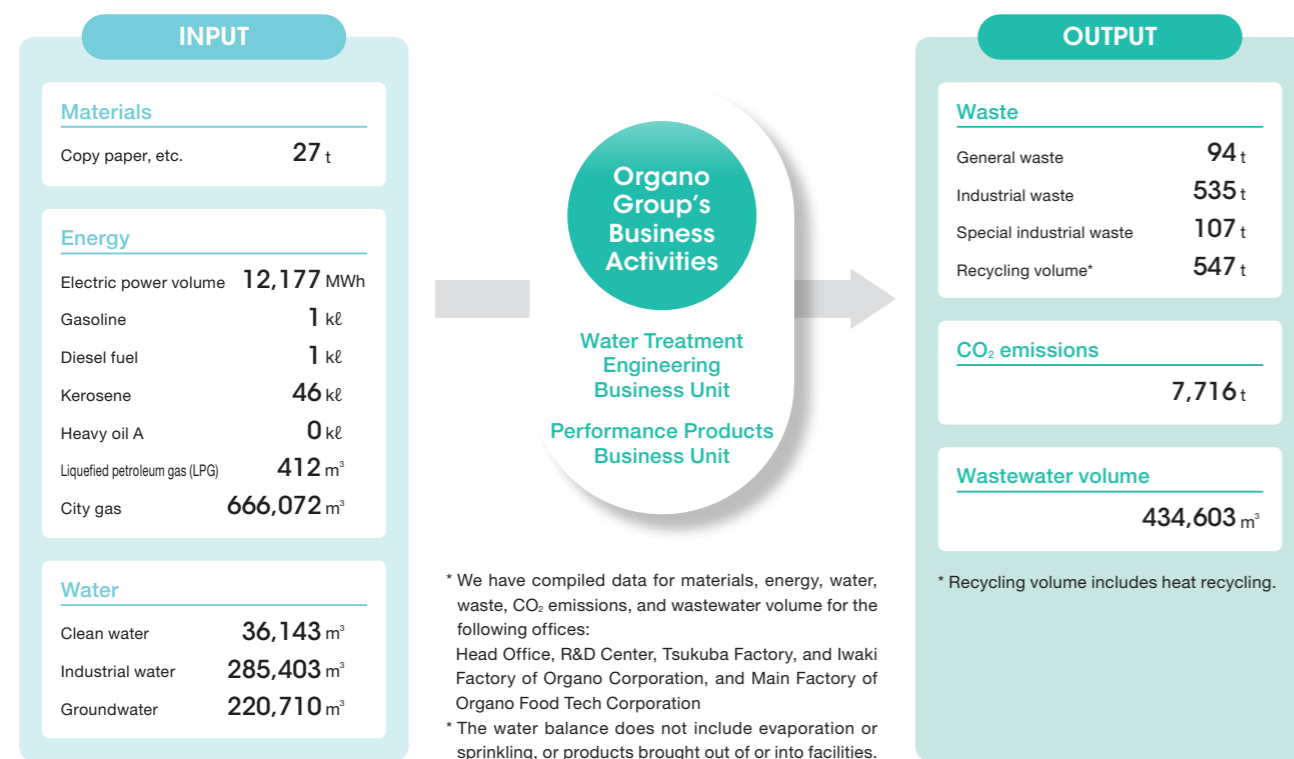 INPUT
Materials
Copy paper, etc. 27 t
Energy
Electric power volume 12,177 MWh
Gasoline 1 kℓ
Diesel fuel 1 kℓ
Kerosene 46 kℓ
Heavy oil A 0 kℓ
Liquefied petroleum gas (LPG) 412 m³
City gas 666,072 m³
Water
Clean water 36,143 m³
Industrial water 285,403 m³
Groundwater 220,710 m³
Organo
Group's
Business
Activities
Water Treatment
Engineering
Business Unit
Performance Products
Business Unit
* We have compiled data for materials, energy, water,
waste, CO₂ emissions, and wastewater volume for the
following offices:
Head Office, R&D Center, Tsukuba Factory, and Iwaki
Factory of Organo Corporation, and Main Factory of
Organo Food Tech Corporation
* The water balance does not include evaporation or
sprinkling, or products brought out of or into facilities.
OUTPUT
Waste
General waste 94 t
Industrial waste 535 t
Special industrial waste 107 t
Recycling volume* 547 t
CO₂ emissions
7,716 t
Wastewater volume
434,603 m³
* Recycling volume includes heat recycling.